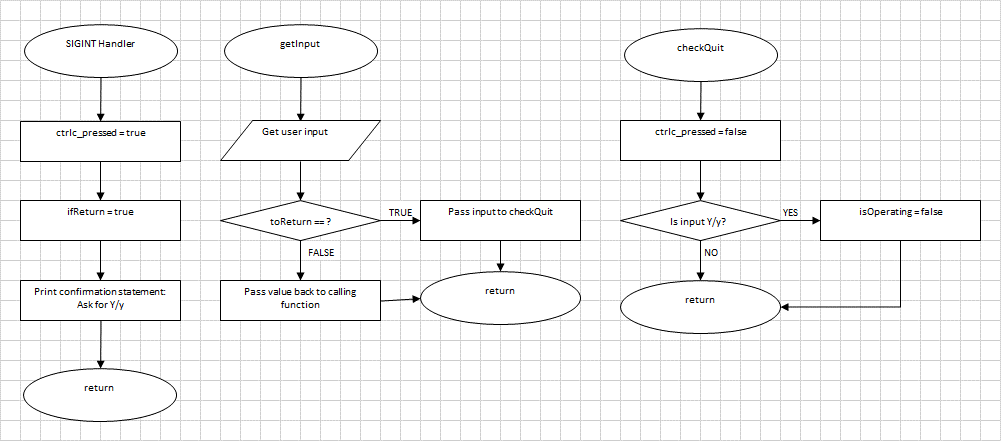 SIGINT Handler
ctrlc_pressed = true
ifReturn = true
Print confirmation statement:
Ask for Y/y
return
getInput
Get user input
toReturn == ?
TRUE
Pass input to checkQuit
FALSE
Pass value back to calling
function
return
checkQuit
ctrlc_pressed = false
Is input Y/y?
YES
isOperating = false
NO
return